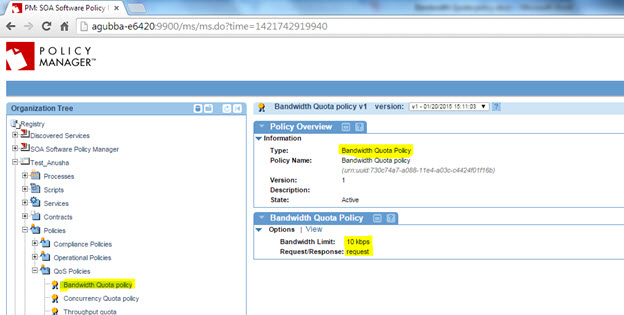 PM: SOA Software Policy
agubba-e6420:9900/ms/ms.do?time=1421742919940
POLICY
MANAGER™
Organization Tree
Registry
Discovered Services
SOA Software Policy Manager
Test_Anusha
Processes
Scripts
Services
Contracts
Policies
Compliance Policies
Operational Policies
QoS Policies
Bandwidth Quota policy
Concurrency Quota policy
Throughput quota
Bandwidth Quota policy v1 version: v1 - 01/20/2015 15:11:03
Policy Overview
Information
Type: Bandwidth Quota Policy
Policy Name: Bandwidth Quota policy
(urn:uuid:730c74a7-a088-11e4-a03c-c4424f01f16b)
Version: 1
Description:
State: Active
Bandwidth Quota Policy
Options | View
Bandwidth Limit: 10 kbps
Request/Response: request